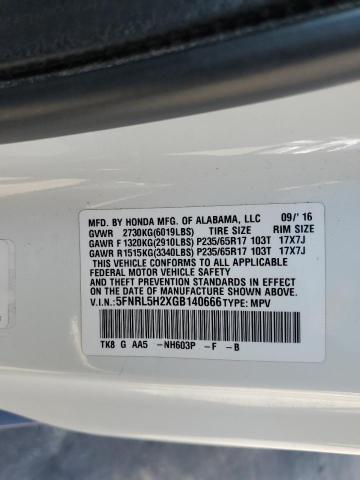 MFD. BY HONDA MFG. OF ALABAMA, LLC 09/'16
GVWR 2730KG(6019LBS) TIRE SIZE RIM SIZE
GAWR F 1320KG(2910LBS) P235/65R17 103T 17X7J
GAWR R1515KG(3340LBS) P235/65R17 103T 17X7J
THIS VEHICLE CONFORMS TO ALL APPLICABLE
FEDERAL MOTOR VEHICLE SAFETY, BUMPER,
AND THEFT PREVENTION STANDARDS IN EFFECT
ON THE DATE OF MANUFACTURE SHOWN ABOVE.
V.I.N.: 5FNRL5H2XGB140666 TYPE: MPV
TK8 G AA5 -NH603P -F -B